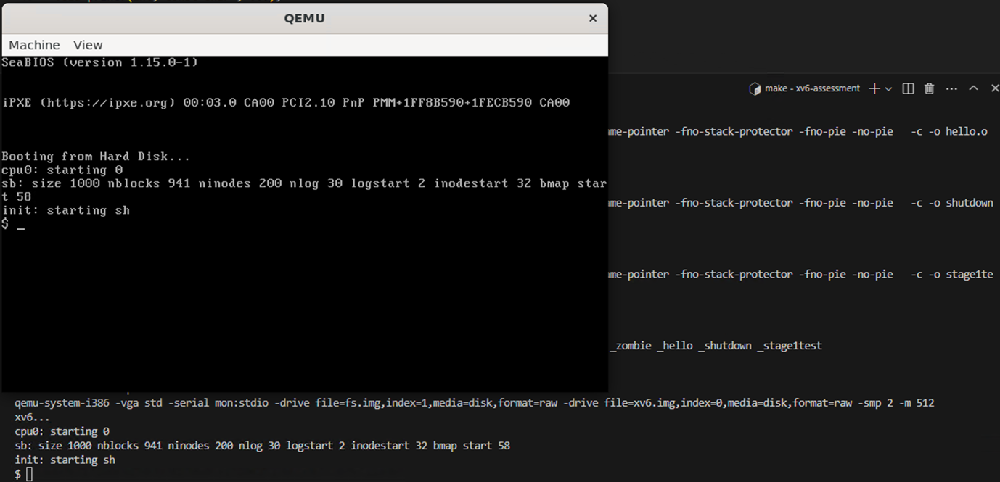 QEMU
Machine View
SeaBIOS (version 1.15.0-1)
iPXE (https://ipxe.org) 00:03.0 CA00 PCI2.10 PnP PMM+1FF8B590+1FECB590 CA00
Booting from Hard Disk...
cpu0: starting 0
sb: size 1000 nblocks 941 ninodes 200 nlog 30 logstart 2 inodestart 32 bmap star
t 58
init: starting sh
$ _
make - xv6-assessment
me-pointer -fno-stack-protector -fno-pie -no-pie -c -o hello.o
me-pointer -fno-stack-protector -fno-pie -no-pie -c -o shutdown
me-pointer -fno-stack-protector -fno-pie -no-pie -c -o stage1te
_zombie _hello _shutdown _stage1test
qemu-system-i386 -vga std -serial mon:stdio -drive file=fs.img,index=1,media=disk,format=raw -drive file=xv6.img,index=0,media=disk,format=raw -smp 2 -m 512
xv6...
cpu0: starting 0
sb: size 1000 nblocks 941 ninodes 200 nlog 30 logstart 2 inodestart 32 bmap start 58
init: starting sh
$